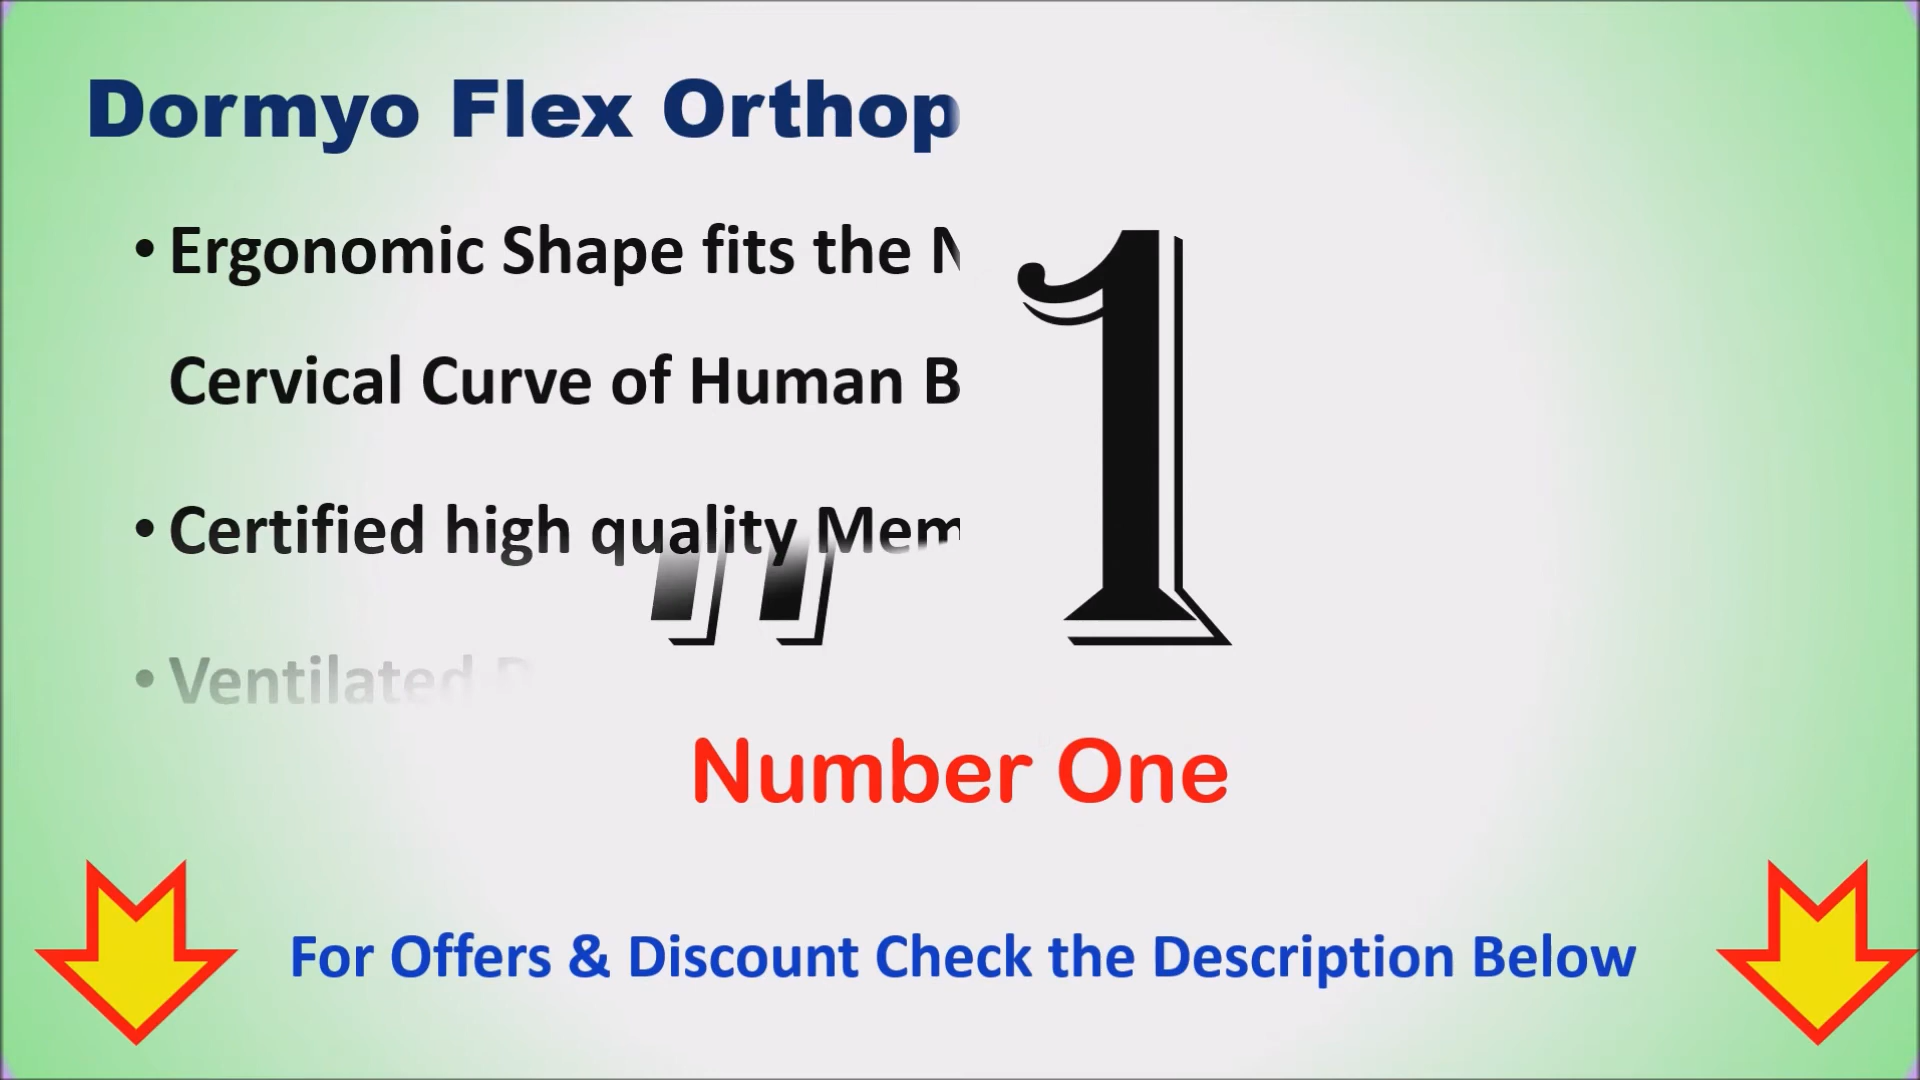 Dormyo Flex Orthop
• Ergonomic Shape fits the
Cervical Curve of Human B
• Certified high quality Mem
• Ventilated
1
Number One
For Offers & Discount Check the Description Below